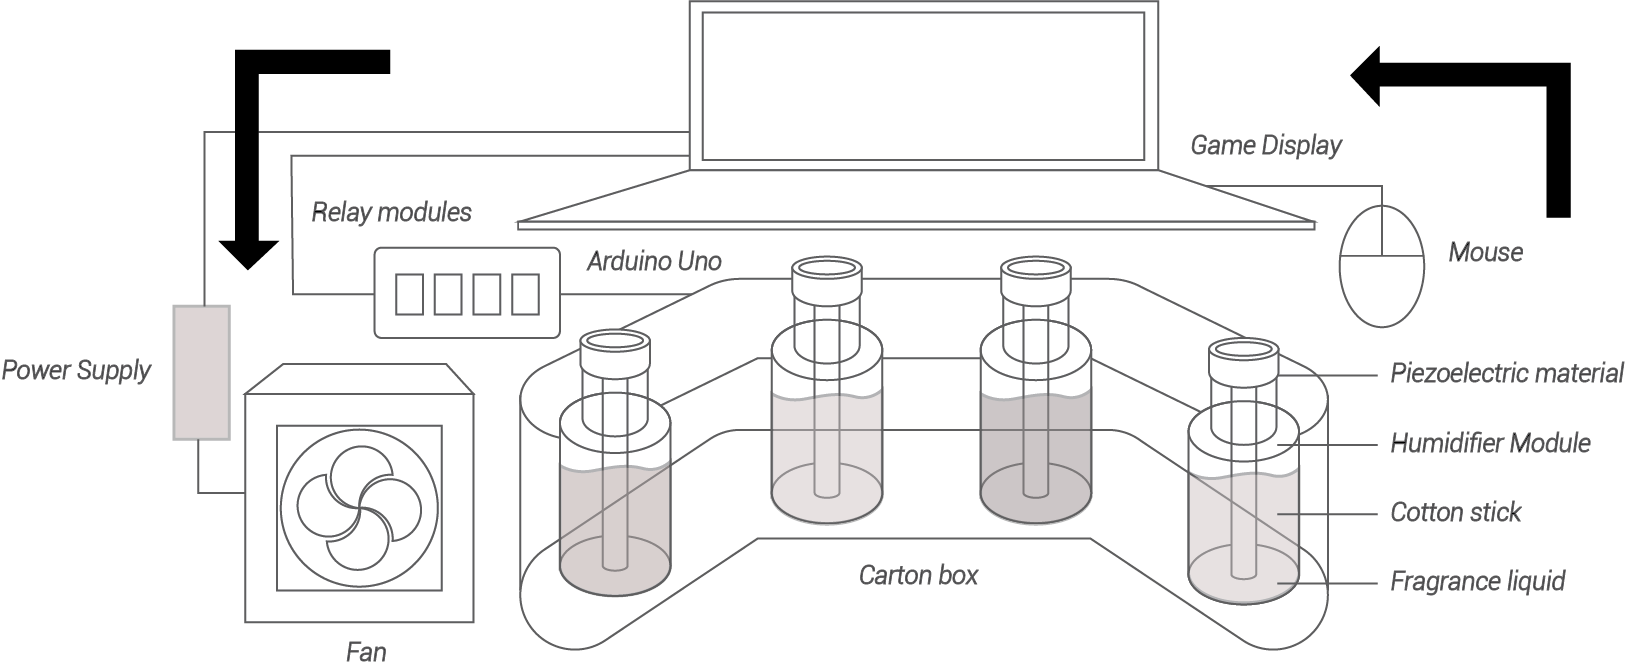 Game Display
Relay modules
Mouse
Arduino Uno
Power Supply
Piezoelectric material
Humidifier Module
Cotton stick
Carton box
Fragrance liquid
Fan